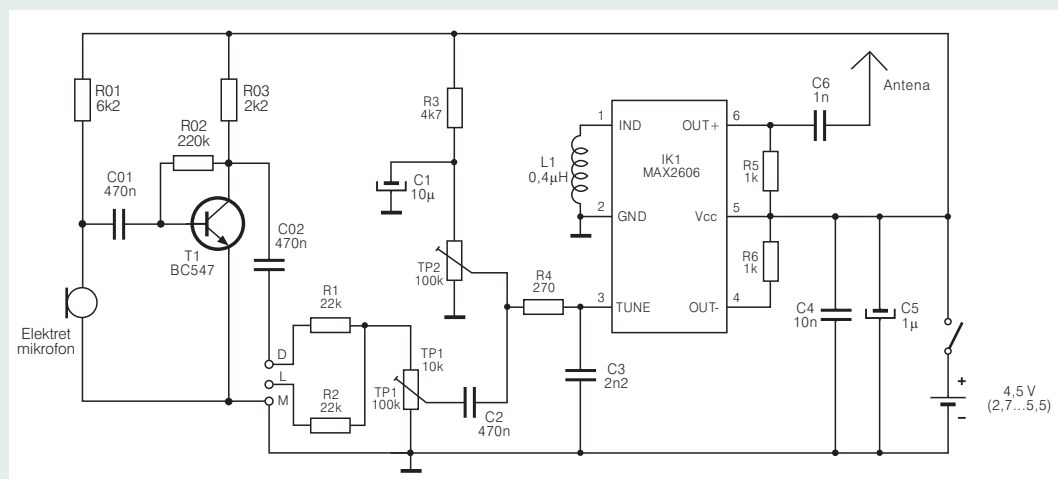 R01
6k2
R03
2k2
R02
220k
C01
470n
T1
BC547
C02
470n
Elektret
mikrofon
D
L
M
R1
22k
R2
22k
TP1
10k
TP1
100k
C2
470n
R3
4k7
C1
10µ
TP2
100k
R4
270
C3
2n2
L1
0,4µH
1
IND
2
GND
3
TUNE
IK1
MAX2606
OUT+
6
Vcc
5
OUT-
4
R5
1k
R6
1k
C6
1n
Antena
C4
10n
C5
1µ
+
4,5 V
(2,7...5,5)
–